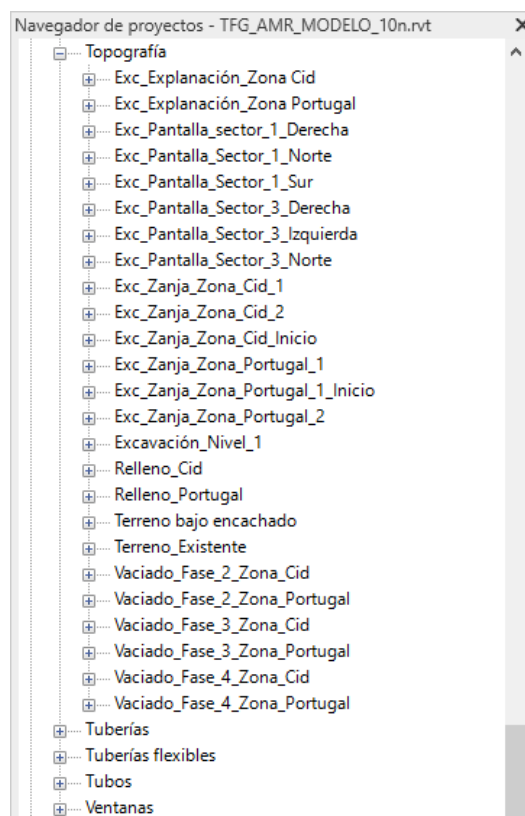 Navegador de proyectos - TFG_AMR_MODELO_10n.rvt
Topografía
Exc_Explanación_Zona Cid
Exc_Explanación_Zona Portugal
Exc_Pantalla_sector_1_Derecha
Exc_Pantalla_Sector_1_Norte
Exc_Pantalla_Sector_1_Sur
Exc_Pantalla_Sector_3_Derecha
Exc_Pantalla_Sector_3_Izquierda
Exc_Pantalla_Sector_3_Norte
Exc_Zanja_Zona_Cid_1
Exc_Zanja_Zona_Cid_2
Exc_Zanja_Zona_Cid_Inicio
Exc_Zanja_Zona_Portugal_1
Exc_Zanja_Zona_Portugal_1_Inicio
Exc_Zanja_Zona_Portugal_2
Excavación_Nivel_1
Relleno_Cid
Relleno_Portugal
Terreno bajo encachado
Terreno_Existente
Vaciado_Fase_2_Zona_Cid
Vaciado_Fase_2_Zona_Portugal
Vaciado_Fase_3_Zona_Cid
Vaciado_Fase_3_Zona_Portugal
Vaciado_Fase_4_Zona_Cid
Vaciado_Fase_4_Zona_Portugal
Tuberías
Tuberías flexibles
Tubos
Ventanas